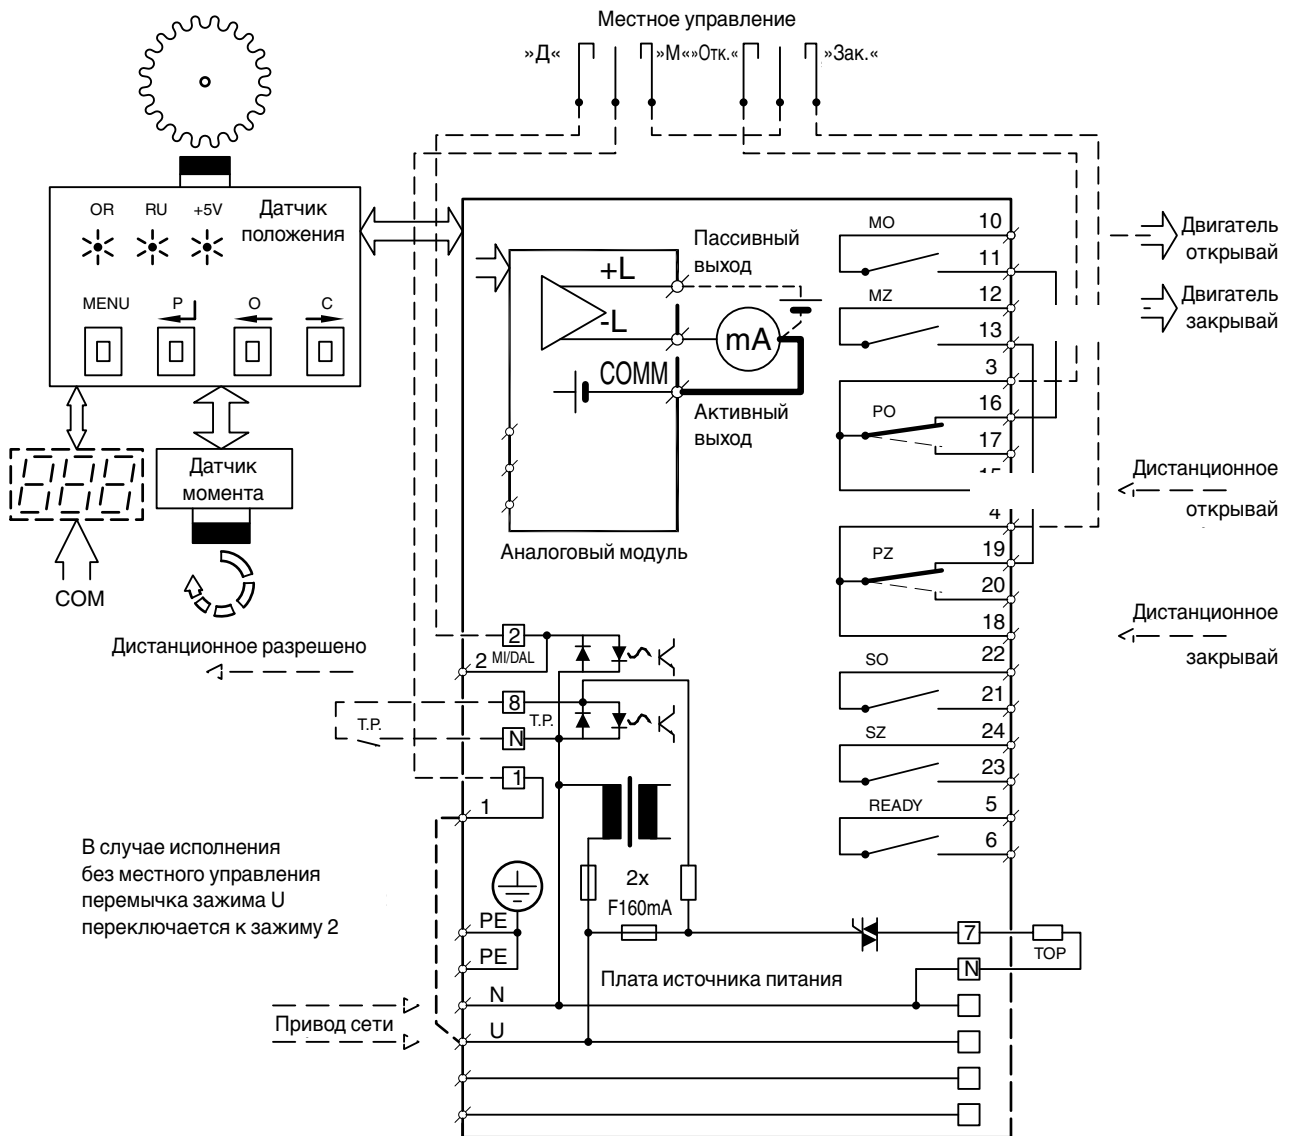 Местное управление
»Д«
»М«
»Отк.«
»Зак.«
OR RU +5V
Датчик
положения
MENU P O C
Датчик
момента
COM
Пассивный
выход
+L
-L
mA
COMM
Активный
выход
Аналоговый модуль
MO 10
11
MZ 12
13
3
PO 16
17
15
4
PZ 19
20
18
SO 22
21
SZ 24
23
READY 5
6
Двигатель
открывай
Двигатель
закрывай
Дистанционное
открывай
Дистанционное
закрывай
Дистанционное разрешено
2
2 MI/DAL
8
T.P.
T.P.
N
1
1
В случае исполнения
без местного управления
перемычка зажима U
переключается к зажиму 2
2x
F160mA
PE
PE
7
TOP
N
Плата источника питания
N
Привод сети
U